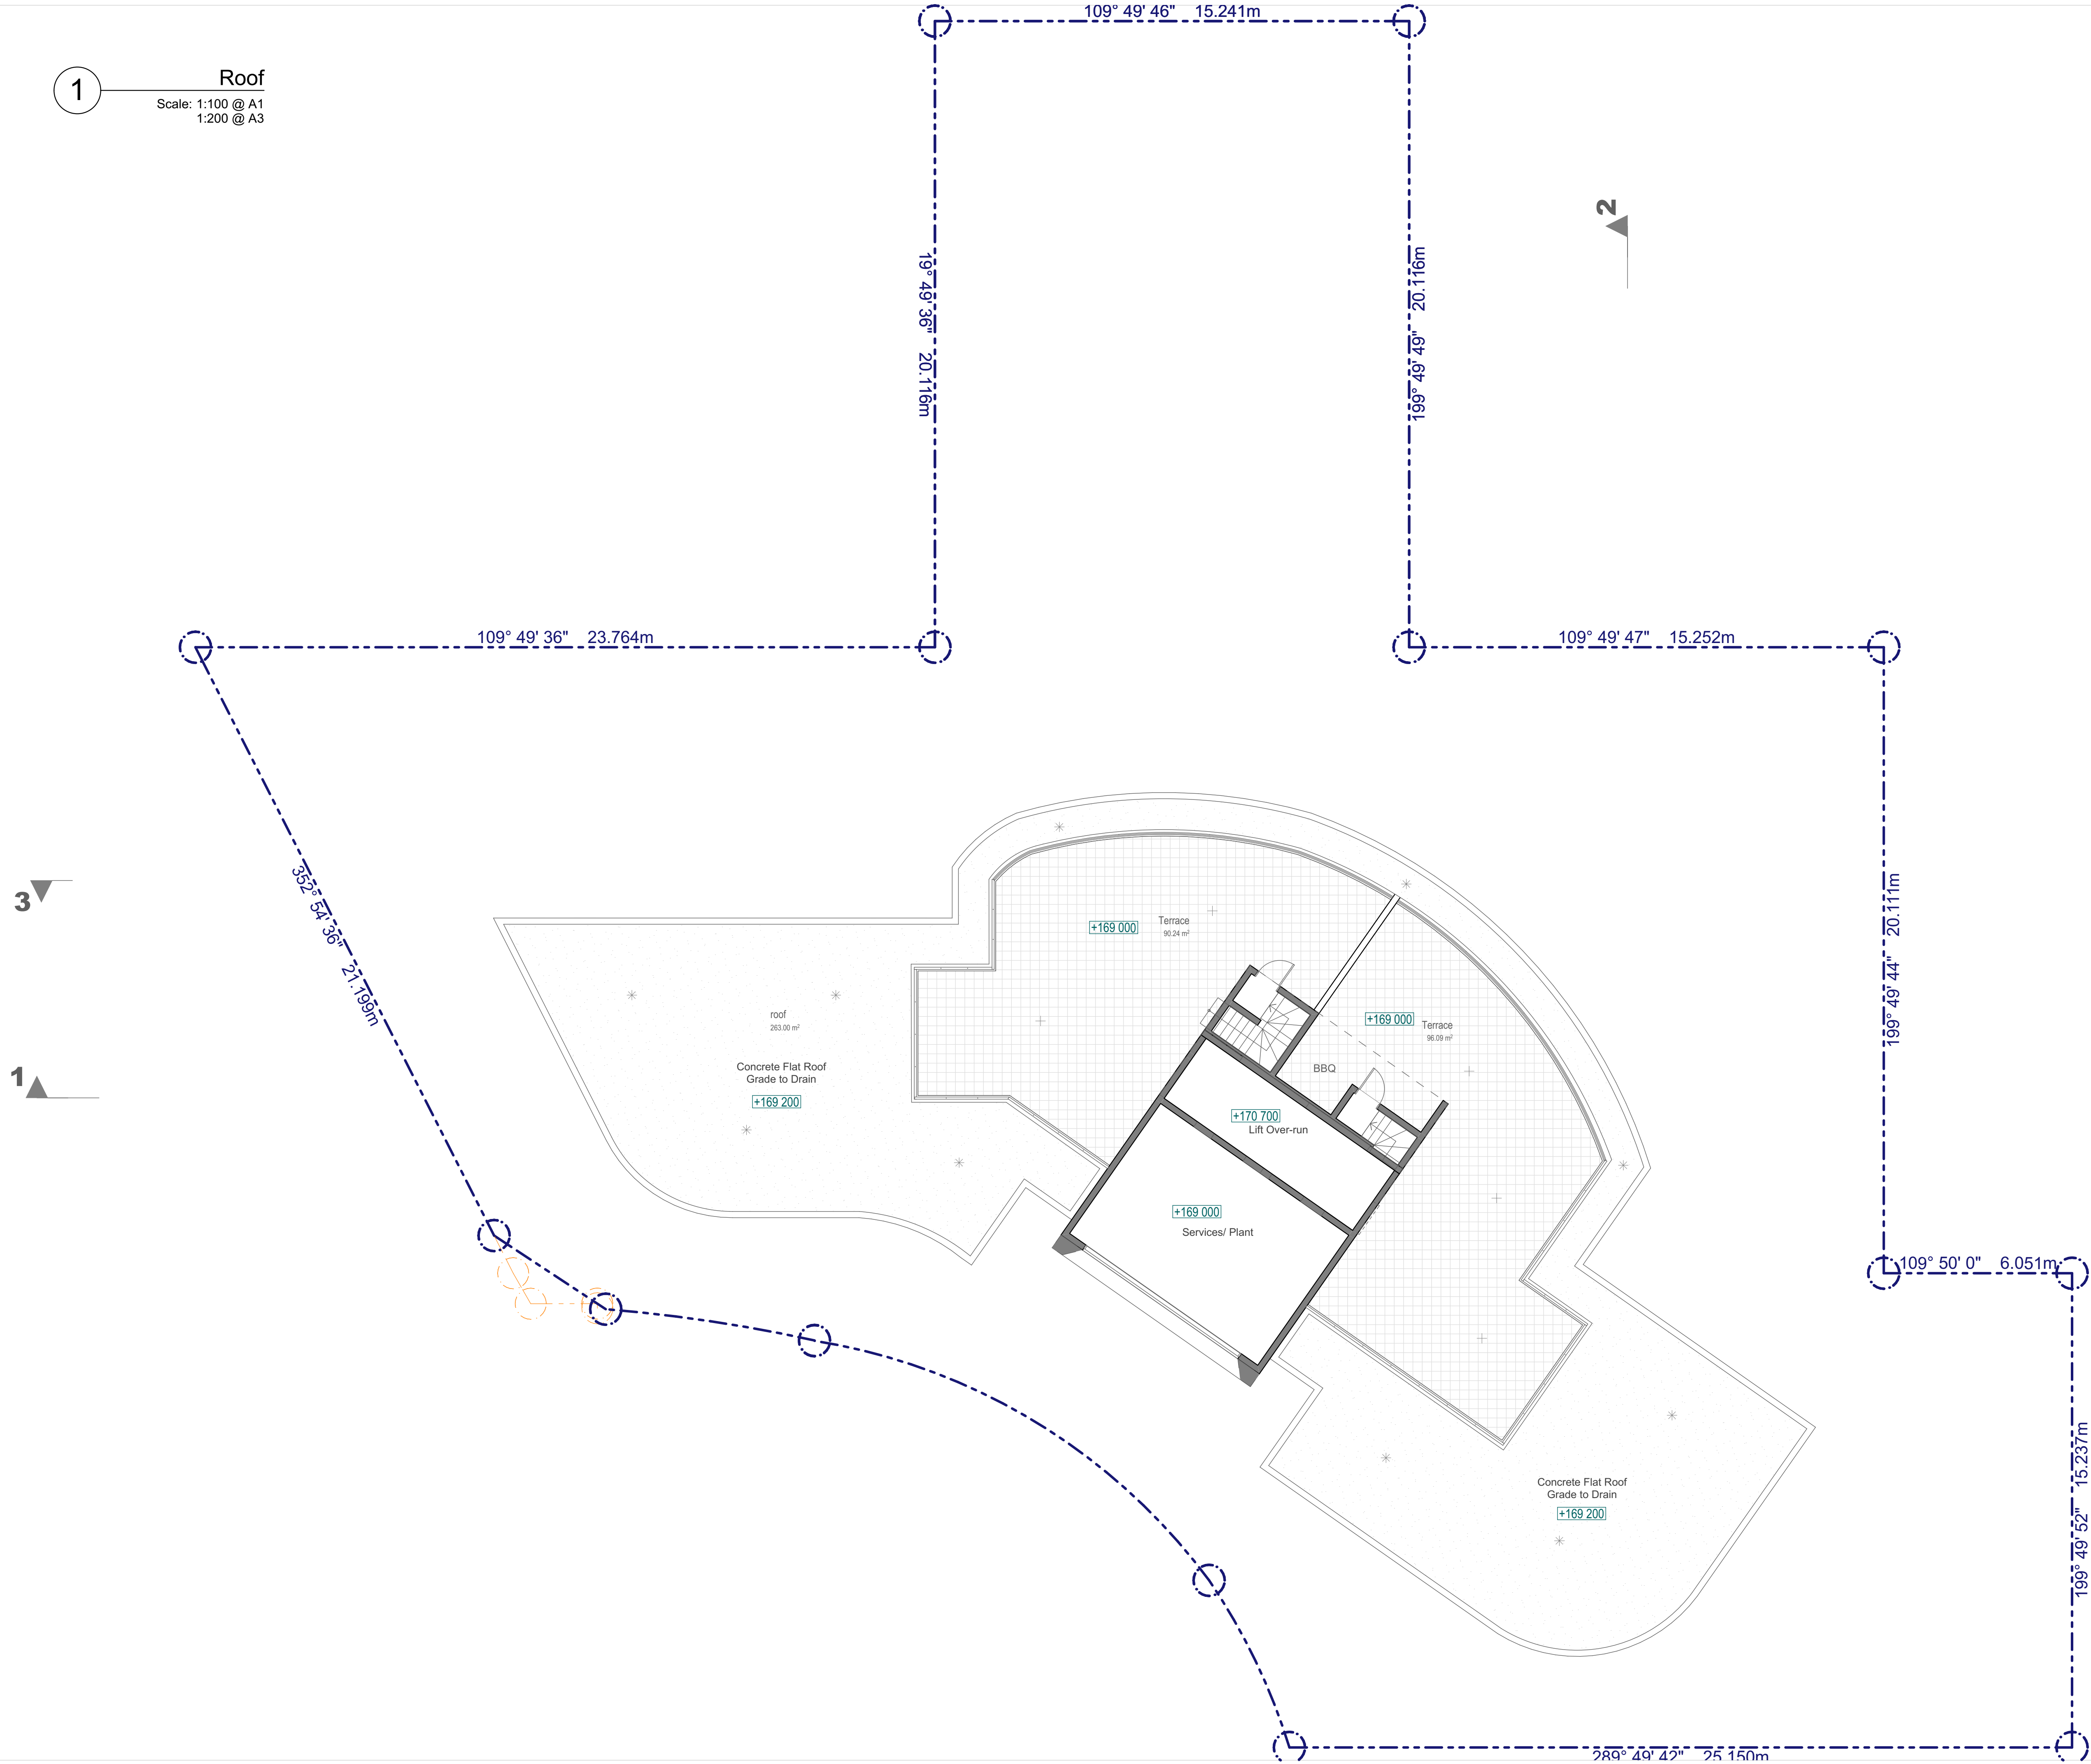 109° 49' 46" 15.241m
1
Roof
Scale: 1:100 @ A1
1:200 @ A3
2
19° 49' 36" 20.116m
199° 49' 49" 20.116m
109° 49' 36" 23.764m
109° 49' 47" 15.252m
352° 54' 36" 21.199m
3
1
199° 49' 44" 20.111m
+169 000
Terrace
90.24 m²
roof
263.00 m²
+169 000
Terrace
96.09 m²
Concrete Flat Roof
Grade to Drain
+169 200
BBQ
+170 700
Lift Over-run
+169 000
Services/ Plant
109° 50' 0" 6.051m
Concrete Flat Roof
Grade to Drain
+169 200
199° 49' 52" 15.237m
289° 49' 42" 25.150m